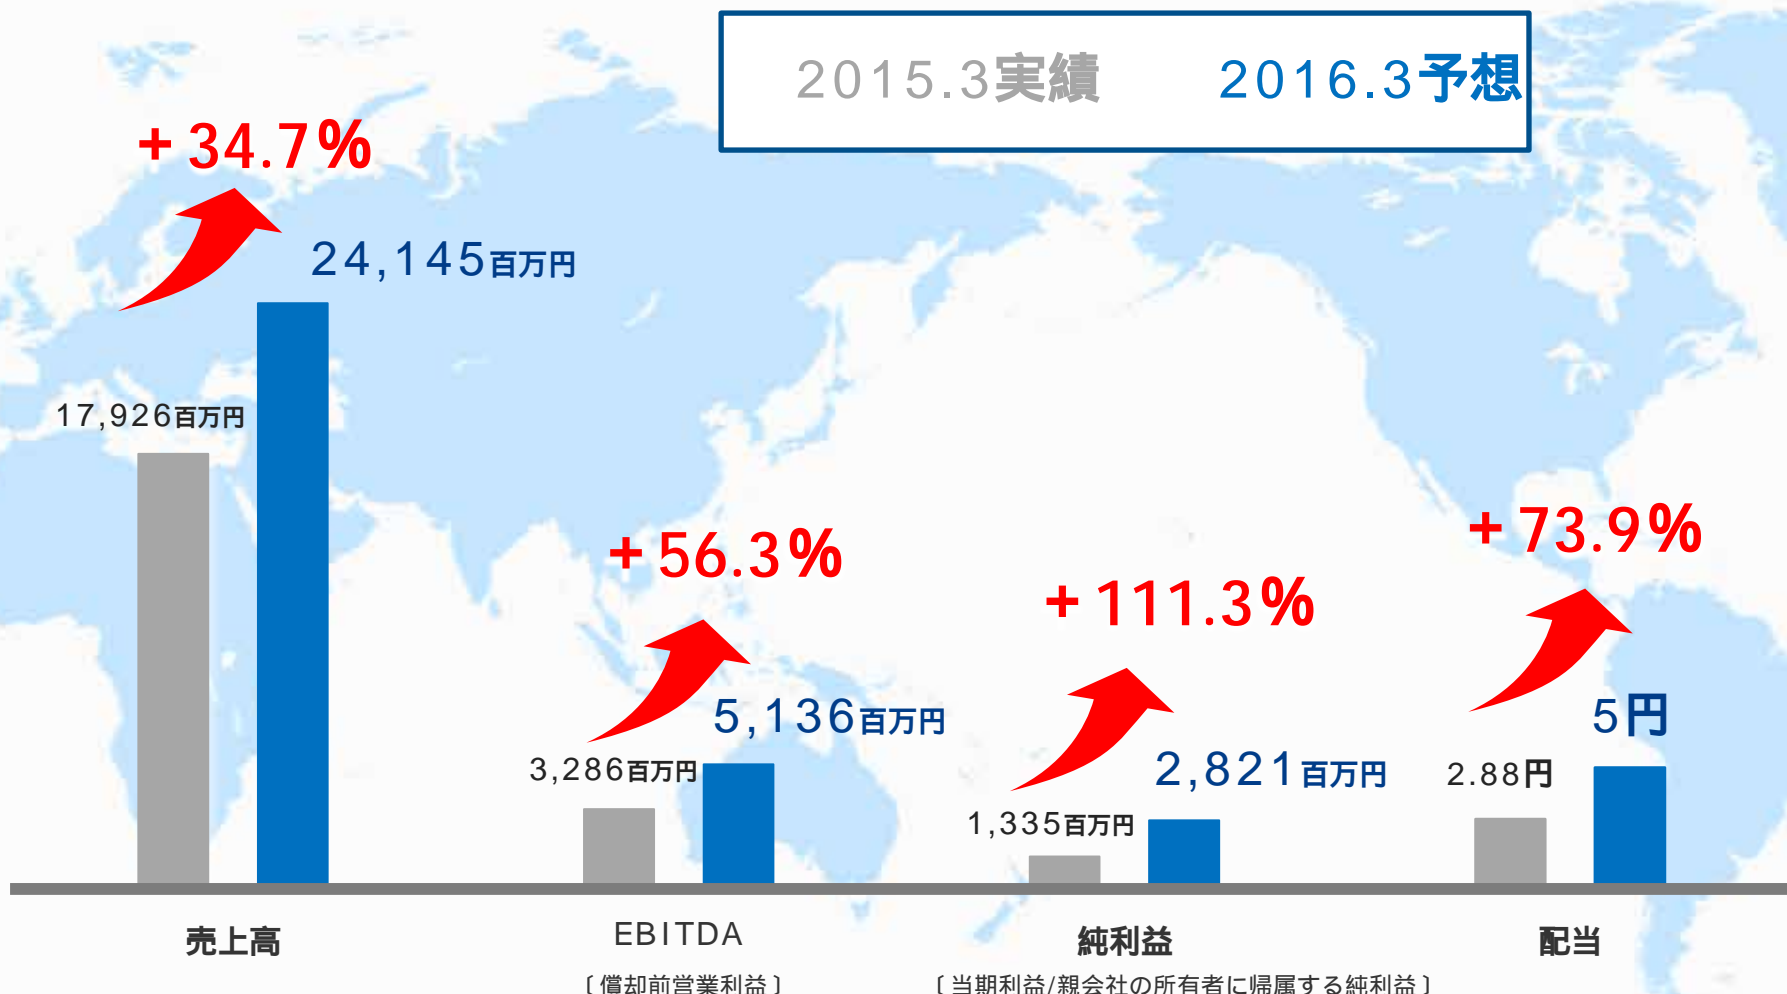 2015.3実績 2016.3予想
+34.7%
24,145百万円
17,926百万円
+56.3%
5,136百万円
3,286百万円
+111.3%
2,821百万円
1,335百万円
+73.9%
5円
2.88円
売上高
EBITDA
〔償却前営業利益〕
純利益
〔当期利益/親会社の所有者に帰属する純利益〕
配当